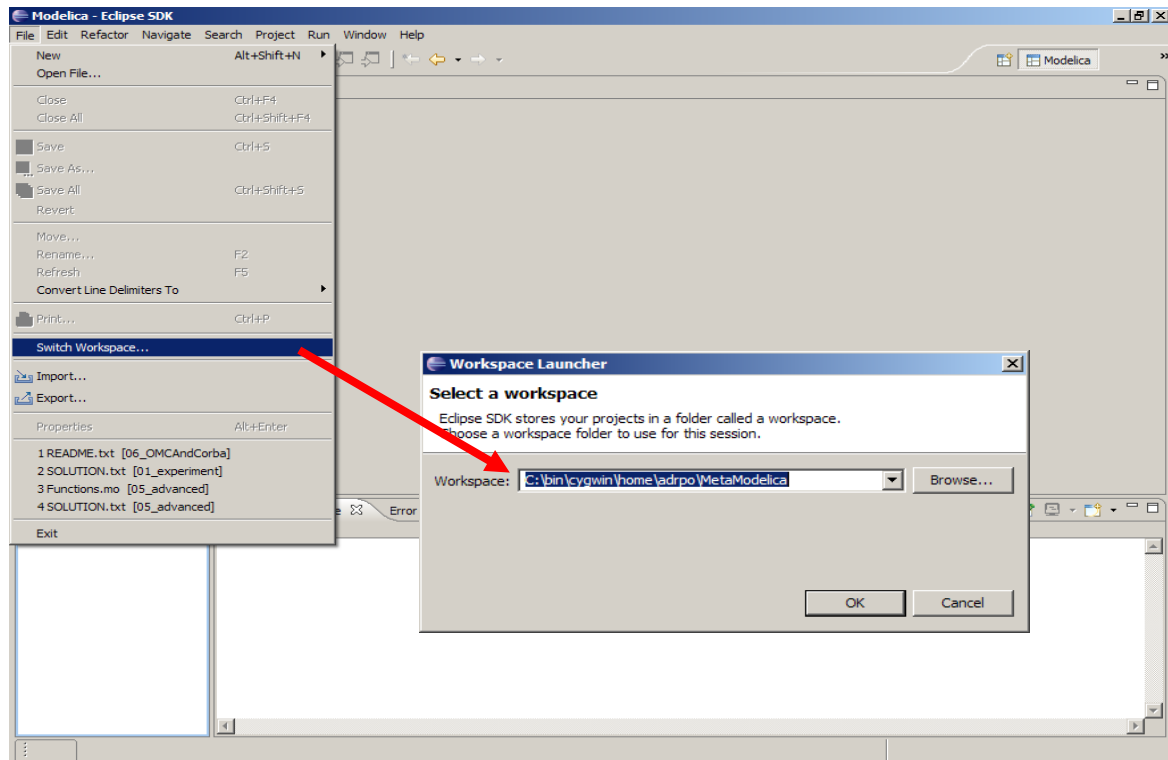 Modelica - Eclipse SDK
File Edit Refactor Navigate Search Project Run Window Help
New Alt+Shift+N
Open File...
Modelica
Close Ctrl+F4
Close All Ctrl+Shift+F4
Save Ctrl+S
Save As...
Save All Ctrl+Shift+S
Revert
Move...
Rename... F2
Refresh F5
Convert Line Delimiters To
Print... Ctrl+P
Switch Workspace...
Import...
Export...
Properties Alt+Enter
1 README.txt [06_OMCAndCorba]
2 SOLUTION.txt [01_experiment]
3 Functions.mo [05_advanced]
4 SOLUTION.txt [05_advanced]
Exit
Workspace Launcher
Select a workspace
Eclipse SDK stores your projects in a folder called a workspace.
Choose a workspace folder to use for this session.
Workspace: C:\bin\cygwin\home\adrpo\MetaModelica Browse...
OK Cancel
e Error